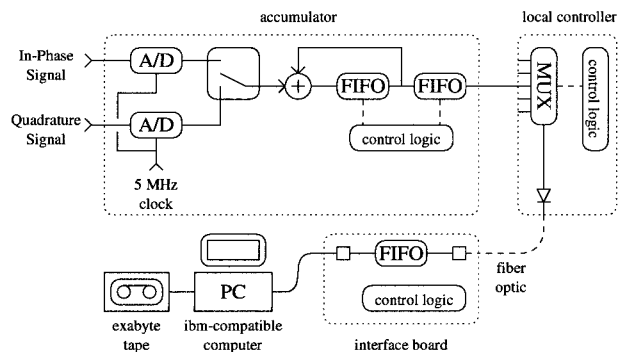 accumulator
local controller
In-Phase
Signal
A/D
Quadrature
Signal
A/D
5 MHz
clock
+
FIFO
FIFO
control logic
MUX
control logic
fiber
optic
FIFO
control logic
interface board
PC
ibm-compatible
computer
exabyte
tape